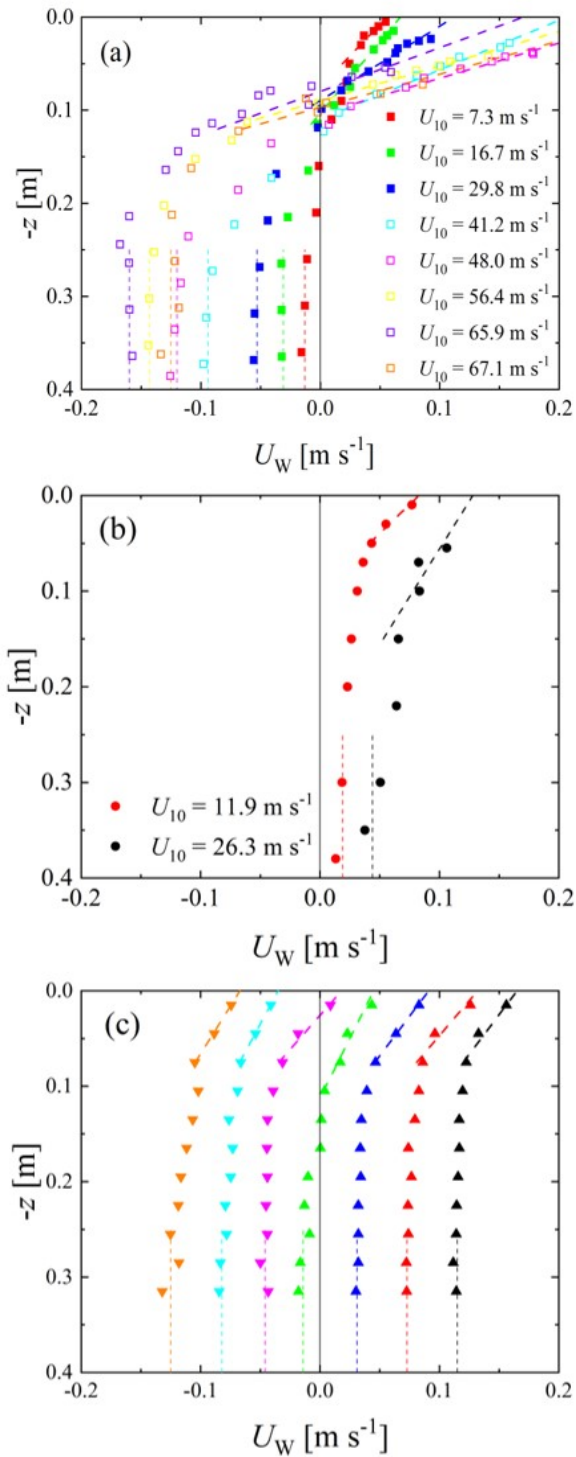 0.0
0.1
0.2
0.3
0.4
-z [m]
(a)
U10 = 7.3 m s-1
U10 = 16.7 m s-1
U10 = 29.8 m s-1
U10 = 41.2 m s-1
U10 = 48.0 m s-1
U10 = 56.4 m s-1
U10 = 65.9 m s-1
U10 = 67.1 m s-1
-0.2 -0.1 0.0 0.1 0.2
UW [m s-1]
0.0
0.1
0.2
0.3
0.4
-z [m]
(b)
U10 = 11.9 m s-1
U10 = 26.3 m s-1
-0.2 -0.1 0.0 0.1 0.2
UW [m s-1]
0.0
0.1
0.2
0.3
0.4
-z [m]
(c)
-0.2 -0.1 0.0 0.1 0.2
UW [m s-1]